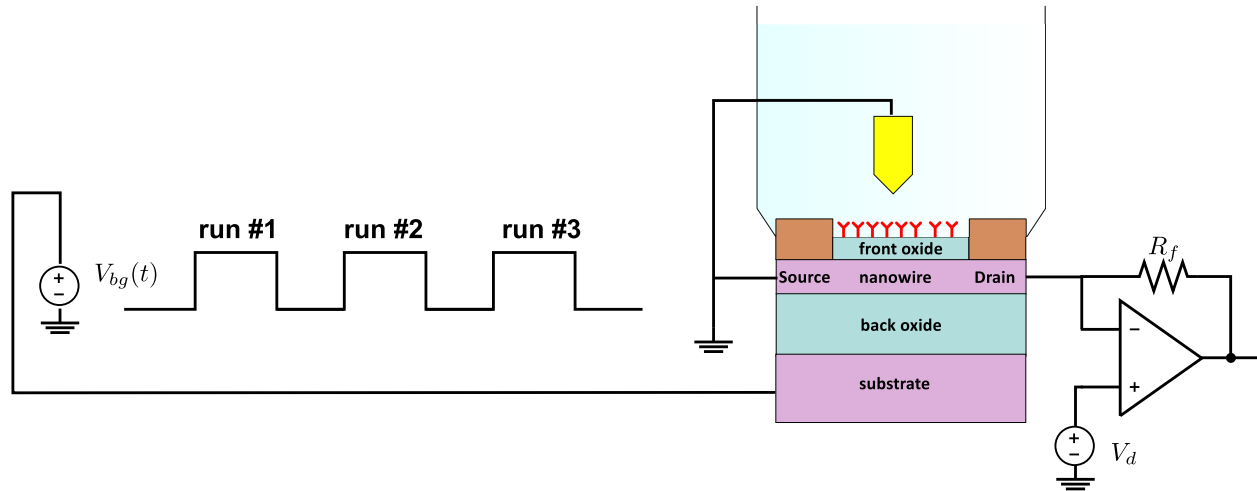 run #1 run #2 run #3
V_{bg}(t)
+
−
front oxide
Source nanowire Drain
back oxide
substrate
R_f
−
+
+
−
V_d